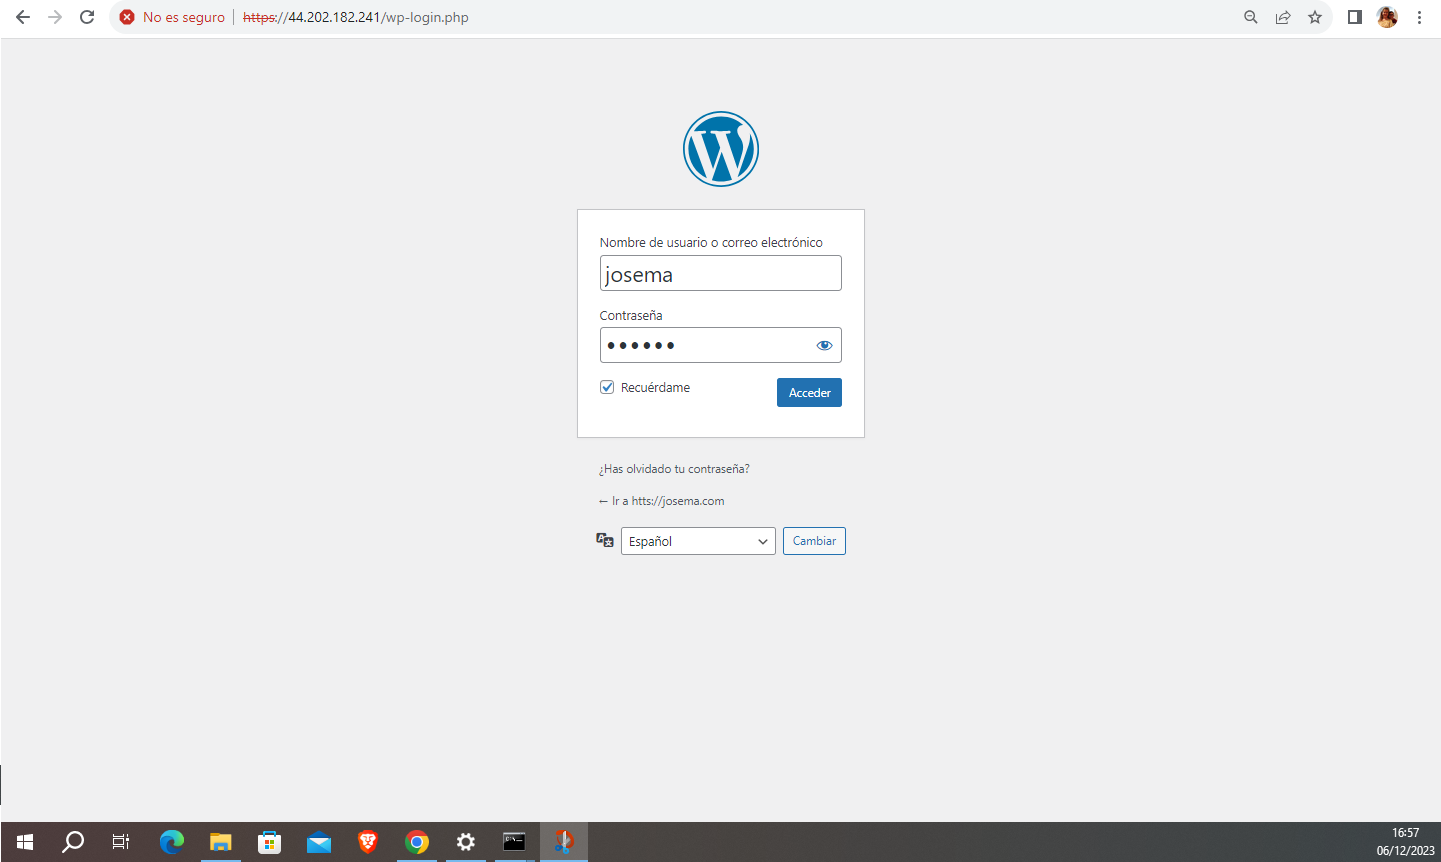 No es seguro https://44.202.182.241/wp-login.php
Nombre de usuario o correo electrónico
josema
Contraseña
••••••
Recuérdame
Acceder
¿Has olvidado tu contraseña?
← Ir a htts://josema.com
Español
Cambiar
16:57
06/12/2023